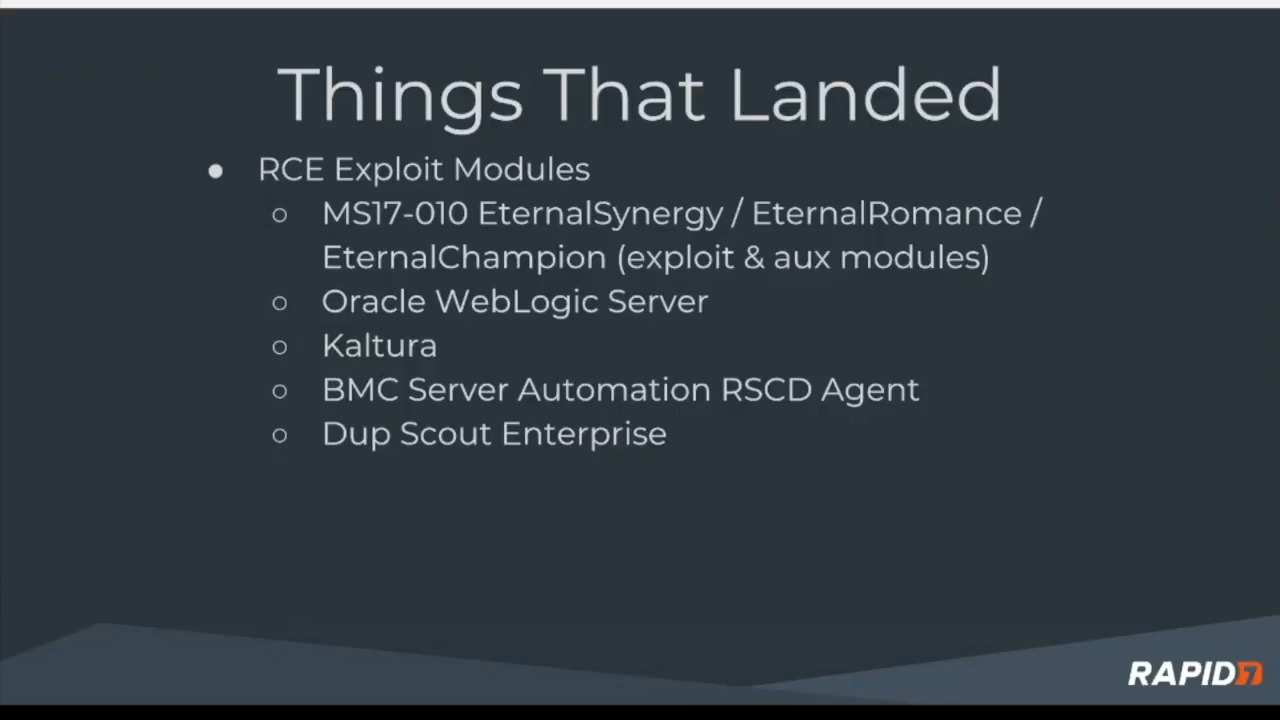 Things That Landed
● RCE Exploit Modules
○ MS17-010 EternalSynergy / EternalRomance /
EternalChampion (exploit & aux modules)
○ Oracle WebLogic Server
○ Kaltura
○ BMC Server Automation RSCD Agent
○ Dup Scout Enterprise
RAPID7